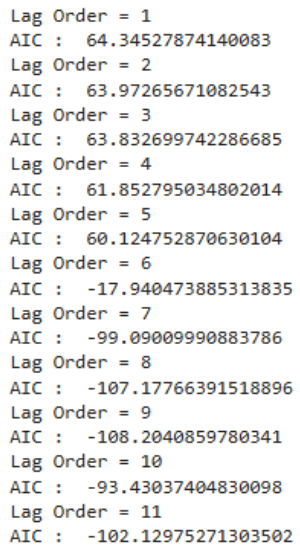 Lag Order = 1
AIC :  64.34527874140083
Lag Order = 2
AIC :  63.97265671082543
Lag Order = 3
AIC :  63.832699742286685
Lag Order = 4
AIC :  61.852795034802014
Lag Order = 5
AIC :  60.124752870630104
Lag Order = 6
AIC :  -17.940473885313835
Lag Order = 7
AIC :  -99.09009990883786
Lag Order = 8
AIC :  -107.17766391518896
Lag Order = 9
AIC :  -108.2040859780341
Lag Order = 10
AIC :  -93.43037404830098
Lag Order = 11
AIC :  -102.12975271303502